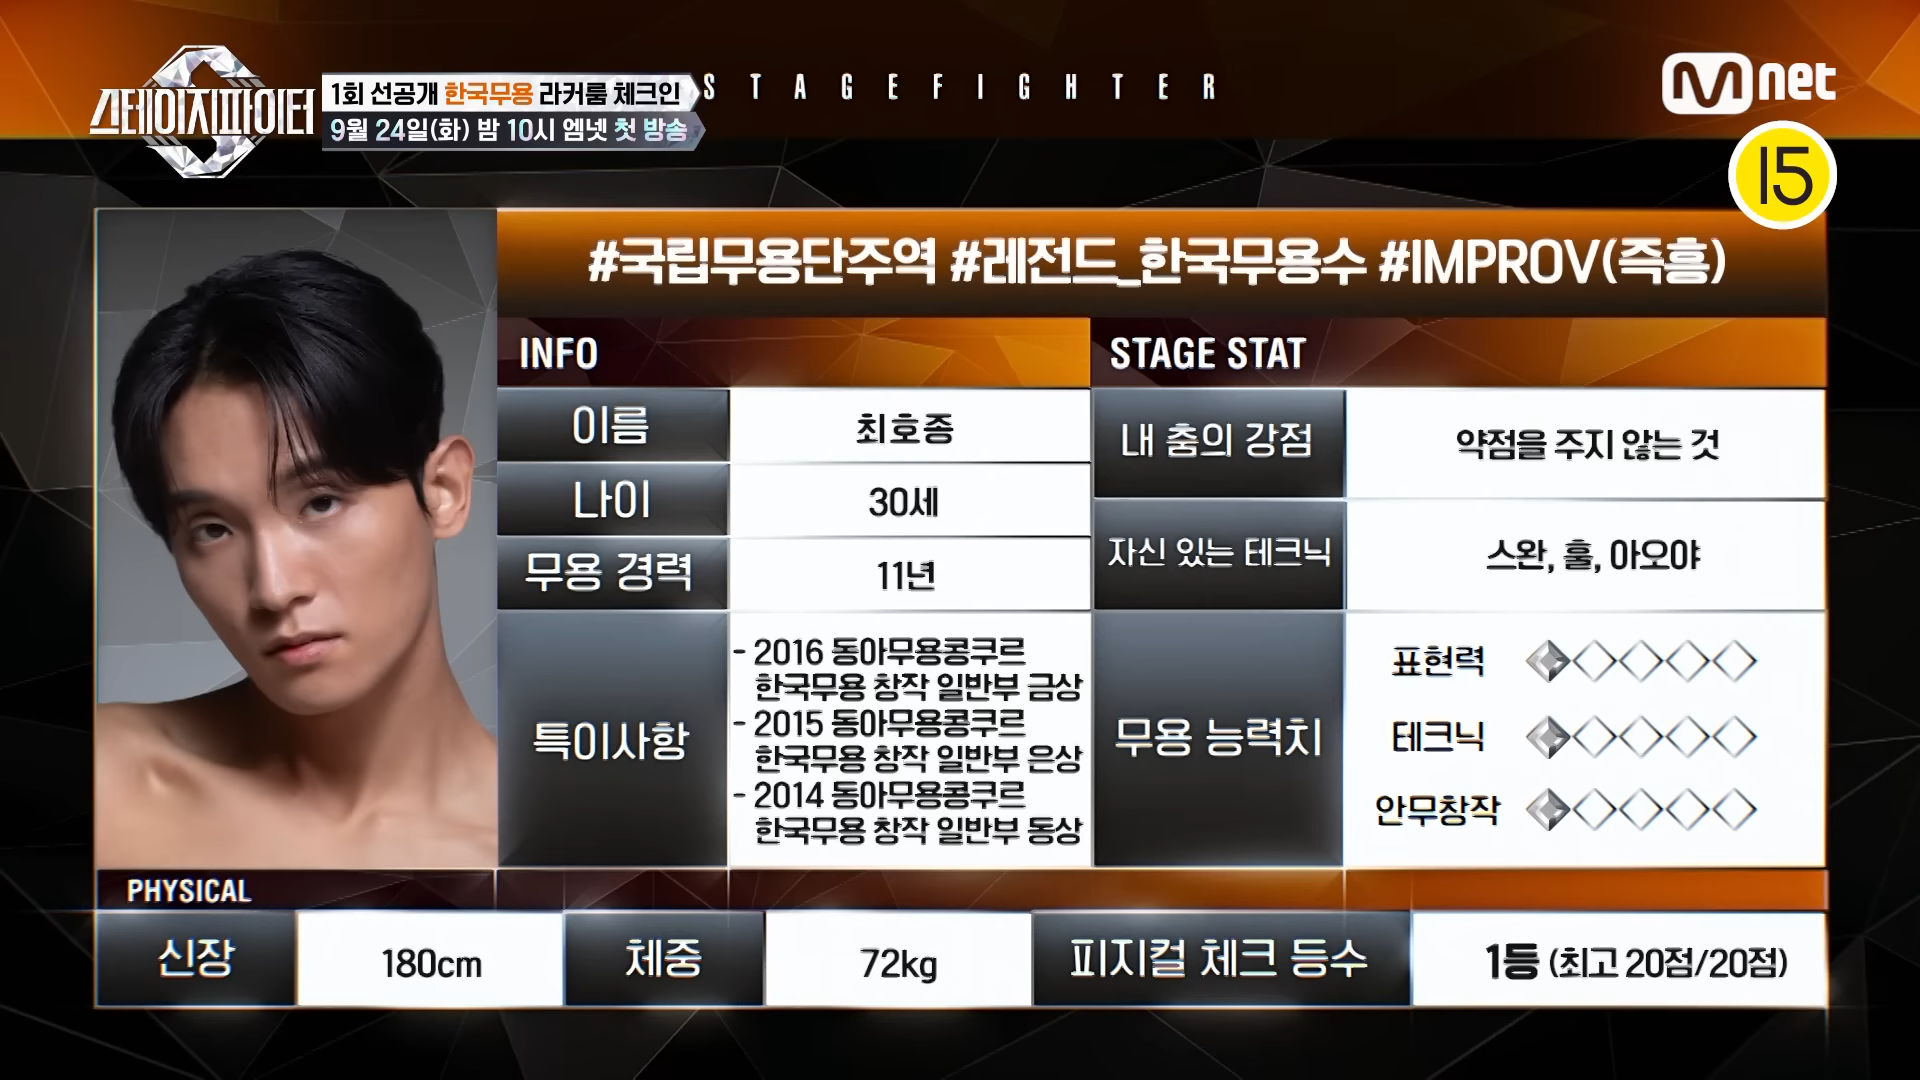 스테이지파이터
1회 선공개 한국무용 라커룸 체크인
9월 24일(화) 밤 10시 엠넷 첫 방송
STAGEFIGHTER
Mnet
15
#국립무용단주역 #레전드_한국무용수 #IMPROV(즉흥)
INFO
이름 최호종
나이 30세
무용 경력 11년
특이사항
- 2016 동아무용콩쿠르
한국무용 창작 일반부 금상
- 2015 동아무용콩쿠르
한국무용 창작 일반부 은상
- 2014 동아무용콩쿠르
한국무용 창작 일반부 동상
STAGE STAT
내 춤의 강점 약점을 주지 않는 것
자신 있는 테크닉 스완, 훌, 아오야
무용 능력치
표현력
테크닉
안무창작
PHYSICAL
신장 180cm 체중 72kg 피지컬 체크 등수 1등 (최고 20점/20점)